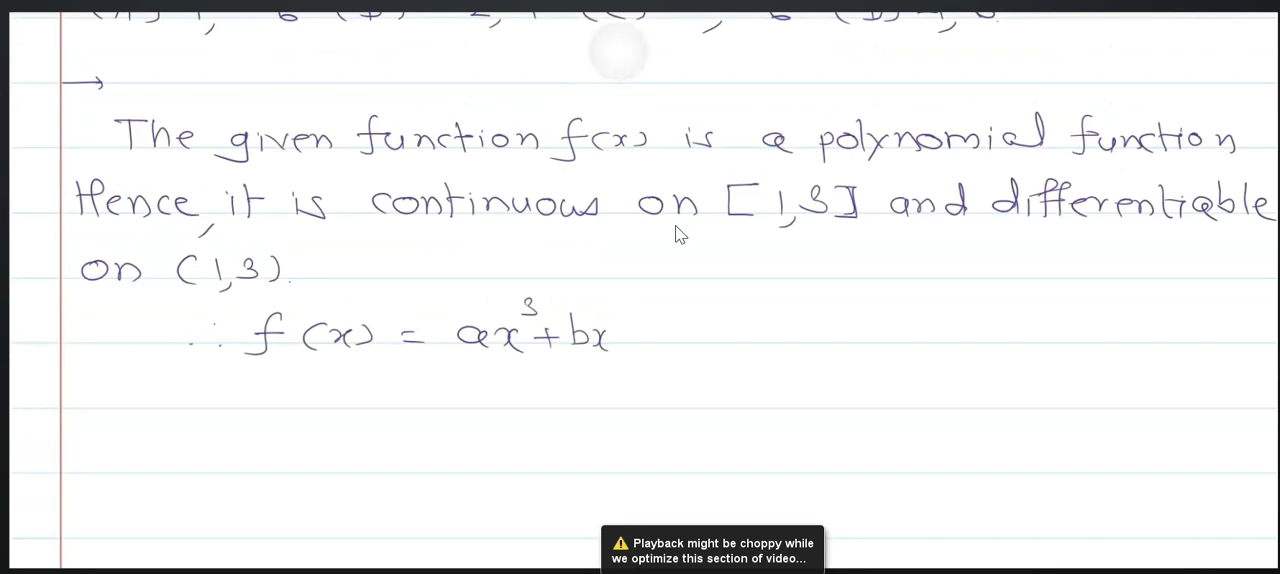 →
The given function f(x) is a polynomial function
Hence, it is continuous on [1,3] and differentiable
on (1,3).
∴ f(x) = ax³+bx
⚠ Playback might be choppy while
we optimize this section of video...